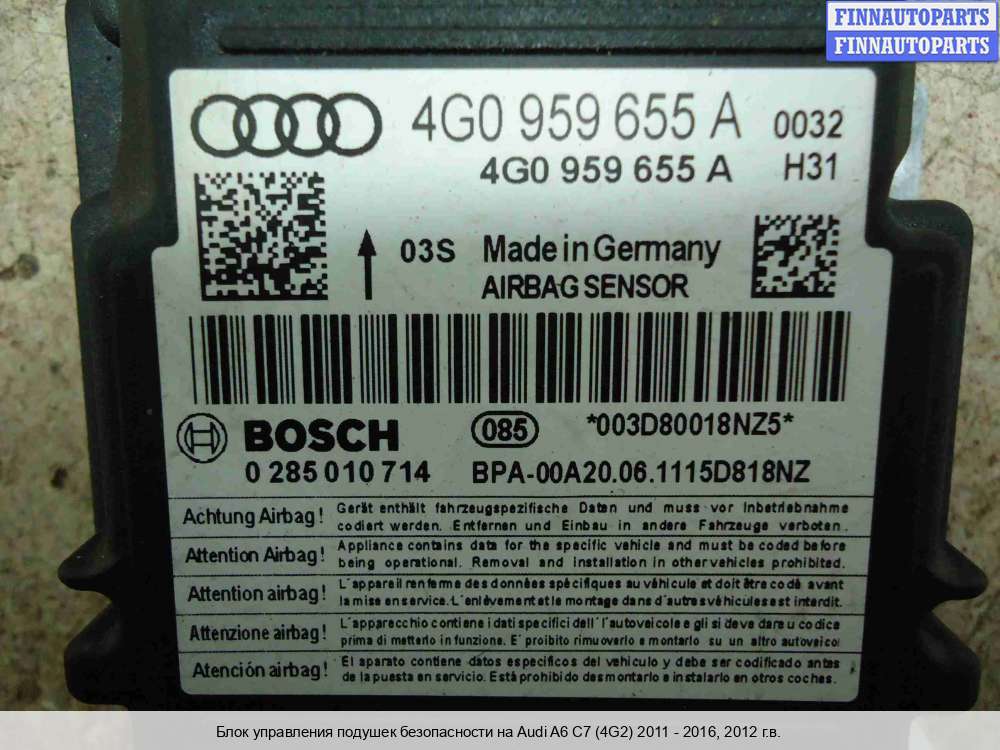 FINNAUTOPARTS
FINNAUTOPARTS
4G0 959 655 A 0032
4G0 959 655 A H31
03S Made in Germany
AIRBAG SENSOR
BOSCH 085 *003D80018NZ5*
0 285 010 714 BPA-00A20.06.1115D818NZ
Achtung Airbag! Gerät enthält fahrzeugspezifische Daten und muss vor Inbetriebnahme
codiert werden. Entfernen und Einbau in andere Fahrzeuge verboten.
Attention Airbag! Appliance contains data for the specific vehicle and must be coded before
being operational. Removal and installation in other vehicles prohibited.
Attention airbag! L'appareil renferme des données spécifiques au véhicule et doit être codé avant
la mise en service. L'enlèvement et le montage dans d'autres véhicules est interdit.
Attenzione airbag! L'apparecchio contiene i dati specifici dell'l'autoveicolo e gli si deve dare u codice
prima di metterlo in funzione. E' proibito rimuoverlo e montarlo su un altro autoveicol
Atención airbag! El aparato contiene datos específicos del vehículo y debe ser codificado antes
de la puesta en servicio. Está prohibido desmontarlo e instalarlo en otros coches.
Блок управления подушек безопасности на Audi A6 C7 (4G2) 2011 - 2016, 2012 г.в.